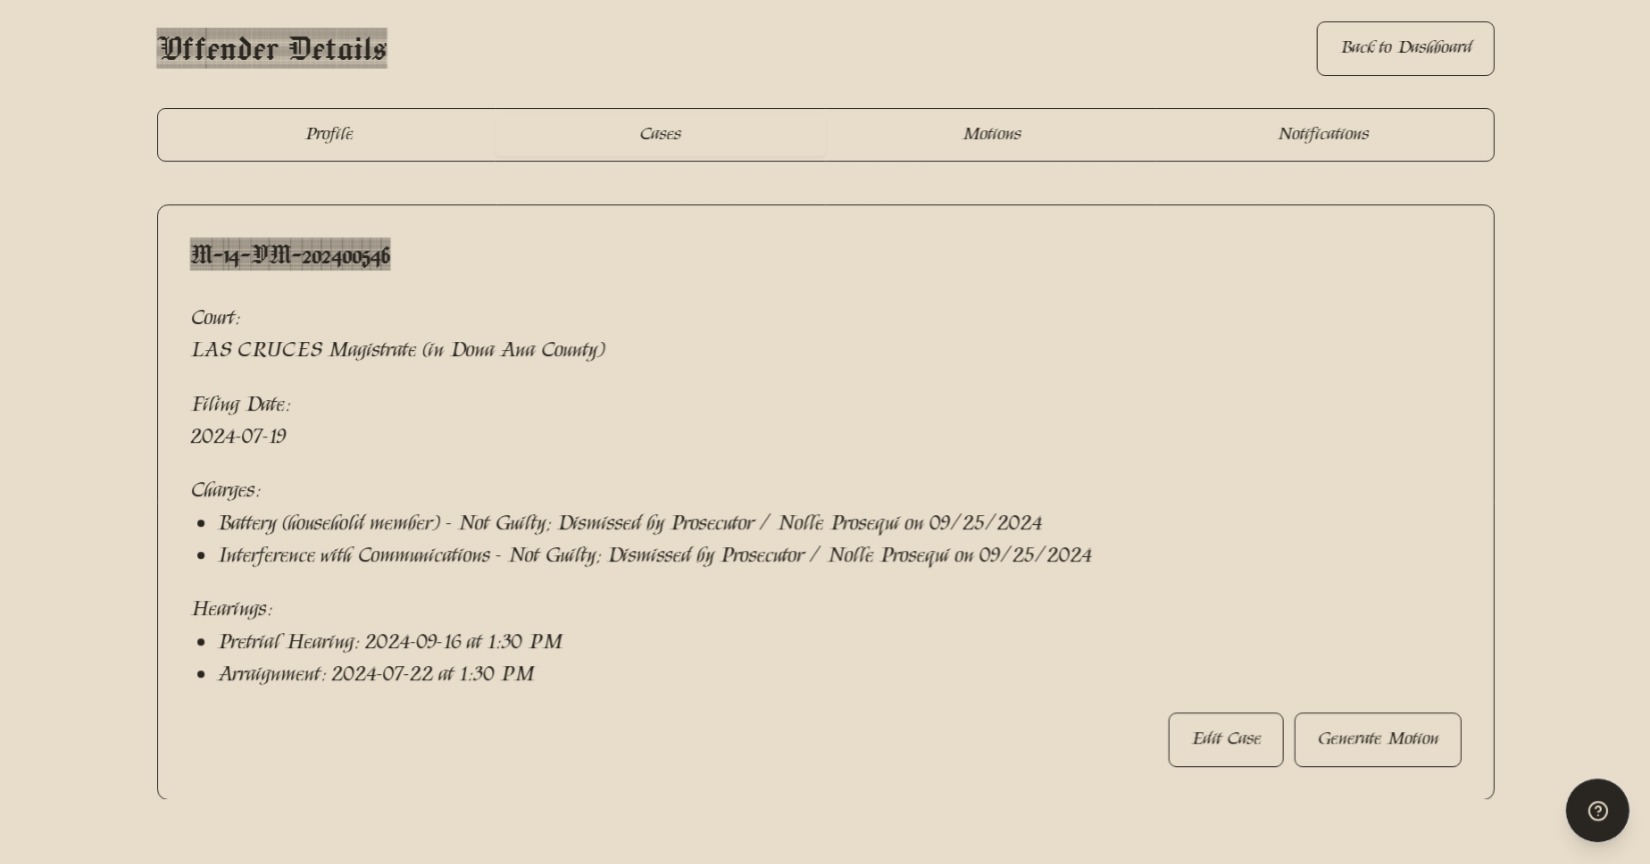 Offender Details
Back to Dashboard
Profile
Cases
Motions
Notifications
M-14-VM-202400546
Court:
LAS CRUCES Magistrate (in Dona Ana County)
Filing Date:
2024-07-19
Charges:
Battery (household member) - Not Guilty; Dismissed by Prosecutor / Nolle Prosequi on 09/25/2024
Interference with Communications - Not Guilty; Dismissed by Prosecutor / Nolle Prosequi on 09/25/2024
Hearings:
Pretrial Hearing: 2024-09-16 at 1:30 PM
Arraignment: 2024-07-22 at 1:30 PM
Edit Case
Generate Motion